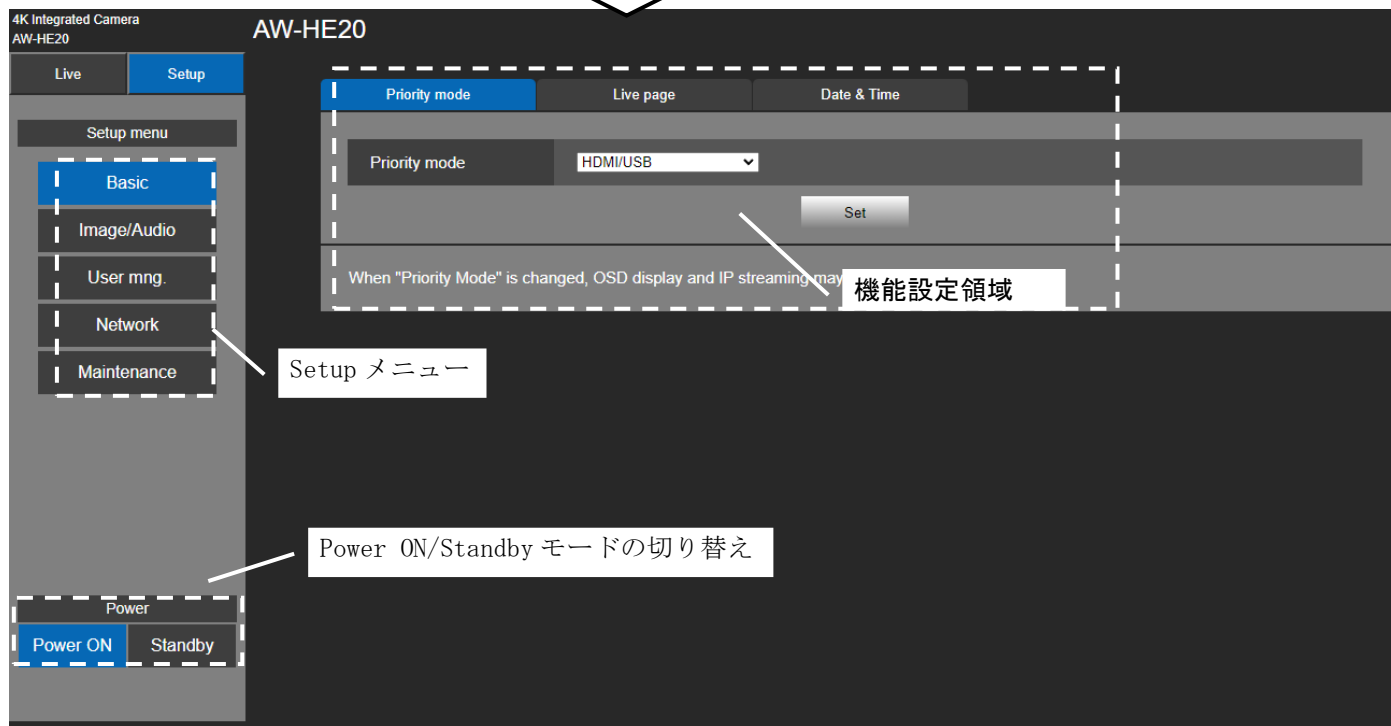 4K Integrated Camera
AW-HE20
AW-HE20
Live
Setup
Priority mode
Live page
Date & Time
Setup menu
Basic
Image/Audio
User mng.
Network
Maintenance
Priority mode
HDMI/USB
Set
When "Priority Mode" is changed, OSD display and IP streaming may
機能設定領域
Setup メニュー
Power ON/Standby モードの切り替え
Power
Power ON
Standby